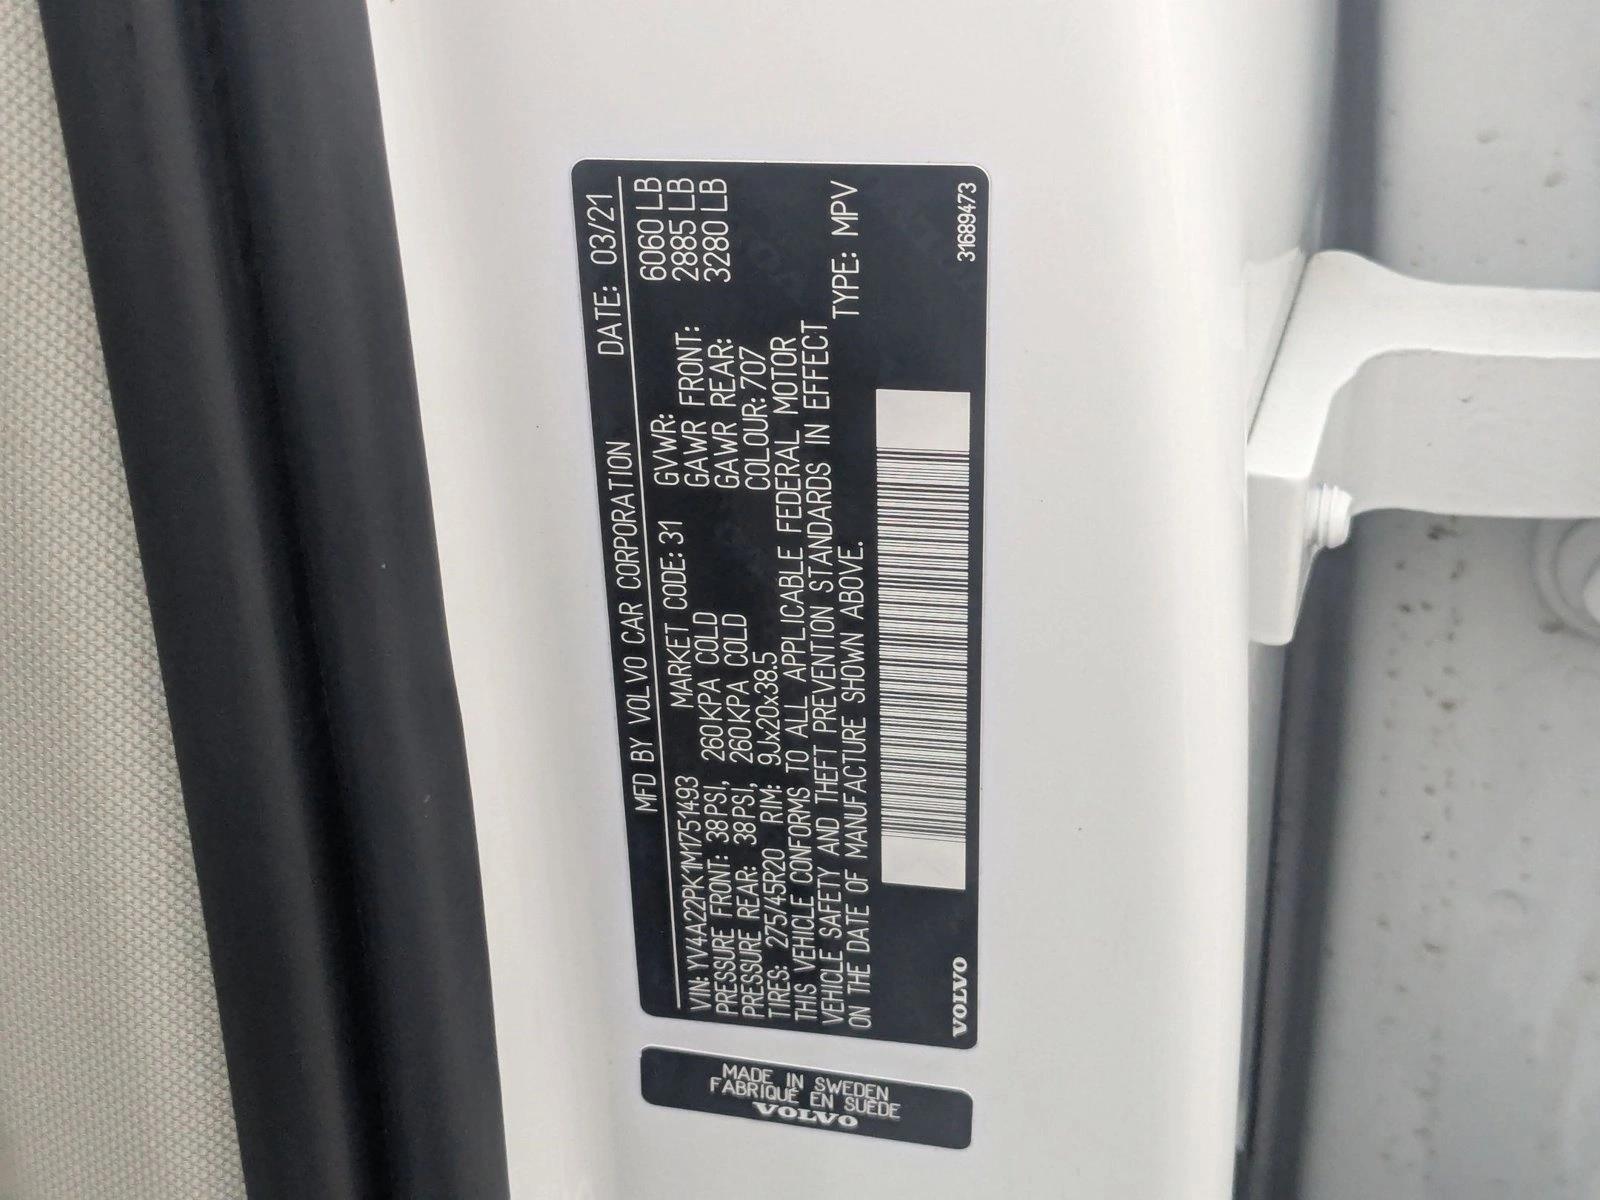 MFD BY VOLVO CAR CORPORATION DATE: 03/21
VIN: YV4A22PK1M1751493 MARKET CODE: 31 GVWR: 6060 LB
PRESSURE FRONT: 38PSI, 260KPA COLD GAWR FRONT: 2885 LB
PRESSURE REAR: 38PSI, 260KPA COLD GAWR REAR: 3280 LB
TIRES: 275/45R20 RIM: 9Jx20x38.5 COLOUR: 707
THIS VEHICLE CONFORMS TO ALL APPLICABLE FEDERAL MOTOR
VEHICLE SAFETY AND THEFT PREVENTION STANDARDS IN EFFECT
ON THE DATE OF MANUFACTURE SHOWN ABOVE. TYPE: MPV
VOLVO 31689473
MADE IN SWEDEN
FABRIQUÉ EN SUÈDE
VOLVO